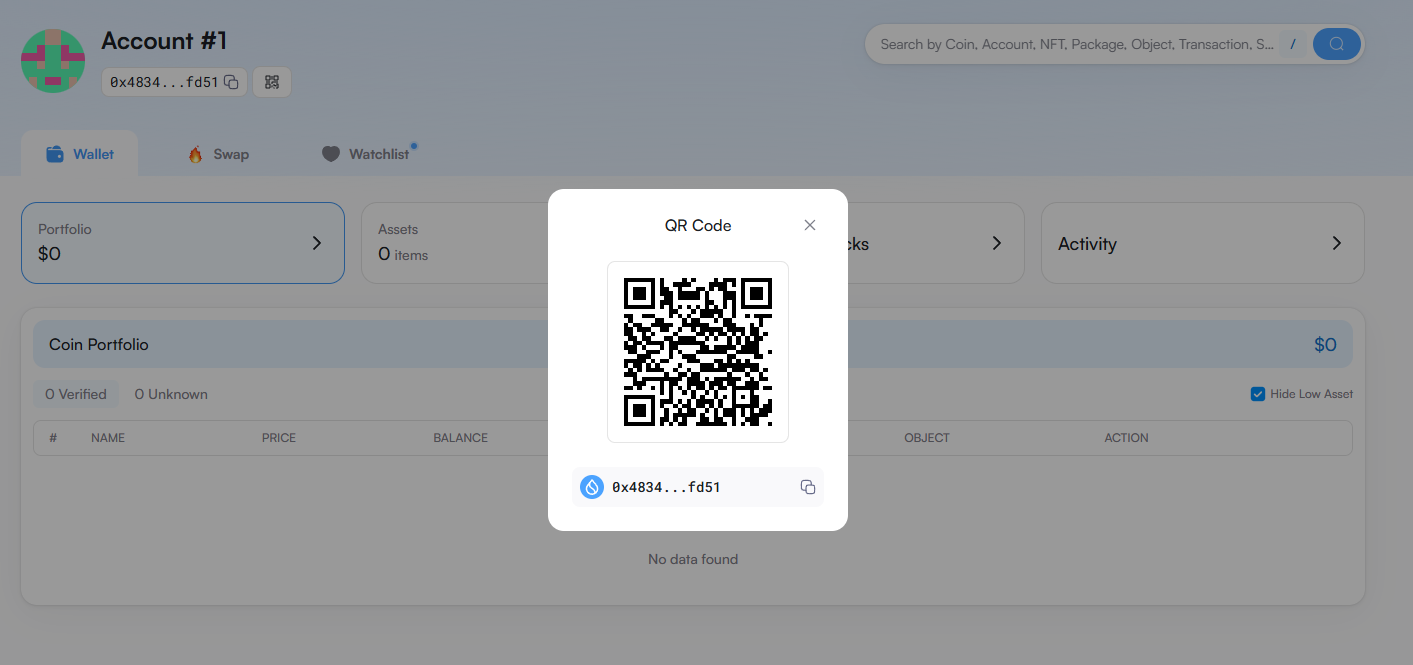 Account #1
Search by Coin, Account, NFT, Package, Object, Transaction, S... /
0x4834...fd51
Wallet
Swap
Watchlist
Portfolio
$0
Assets
0 items
cks
Activity
QR Code
Coin Portfolio
$0
0 Verified
0 Unknown
Hide Low Asset
# NAME PRICE BALANCE OBJECT ACTION
0x4834...fd51
No data found